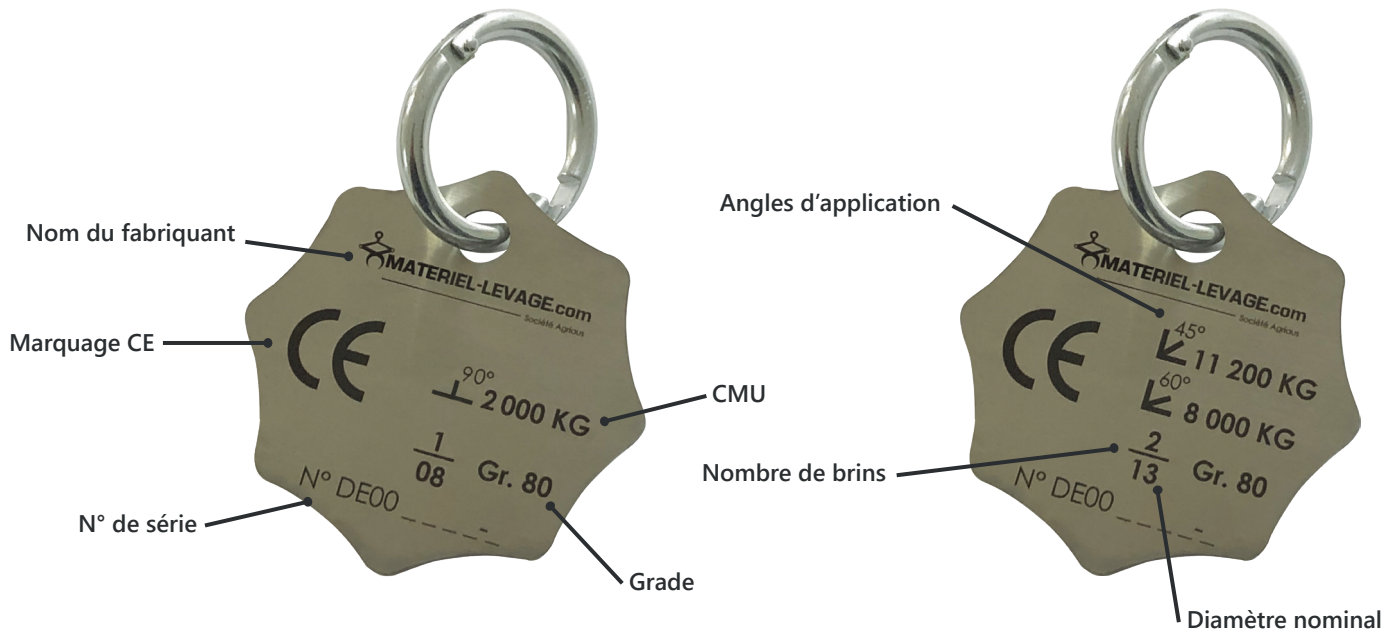 Nom du fabriquant
Marquage CE
N° de série
MATERIEL-LEVAGE.com
Société Agriaus
CE
90°
2 000 KG
1
08
Gr. 80
N° DE00 _ _ _ _ - _
CMU
Grade
Angles d’application
Nombre de brins
MATERIEL-LEVAGE.com
Société Agriaus
CE
45°
11 200 KG
60°
8 000 KG
2
13
Gr. 80
N° DE00 _ _ _ _ - _
Diamètre nominal